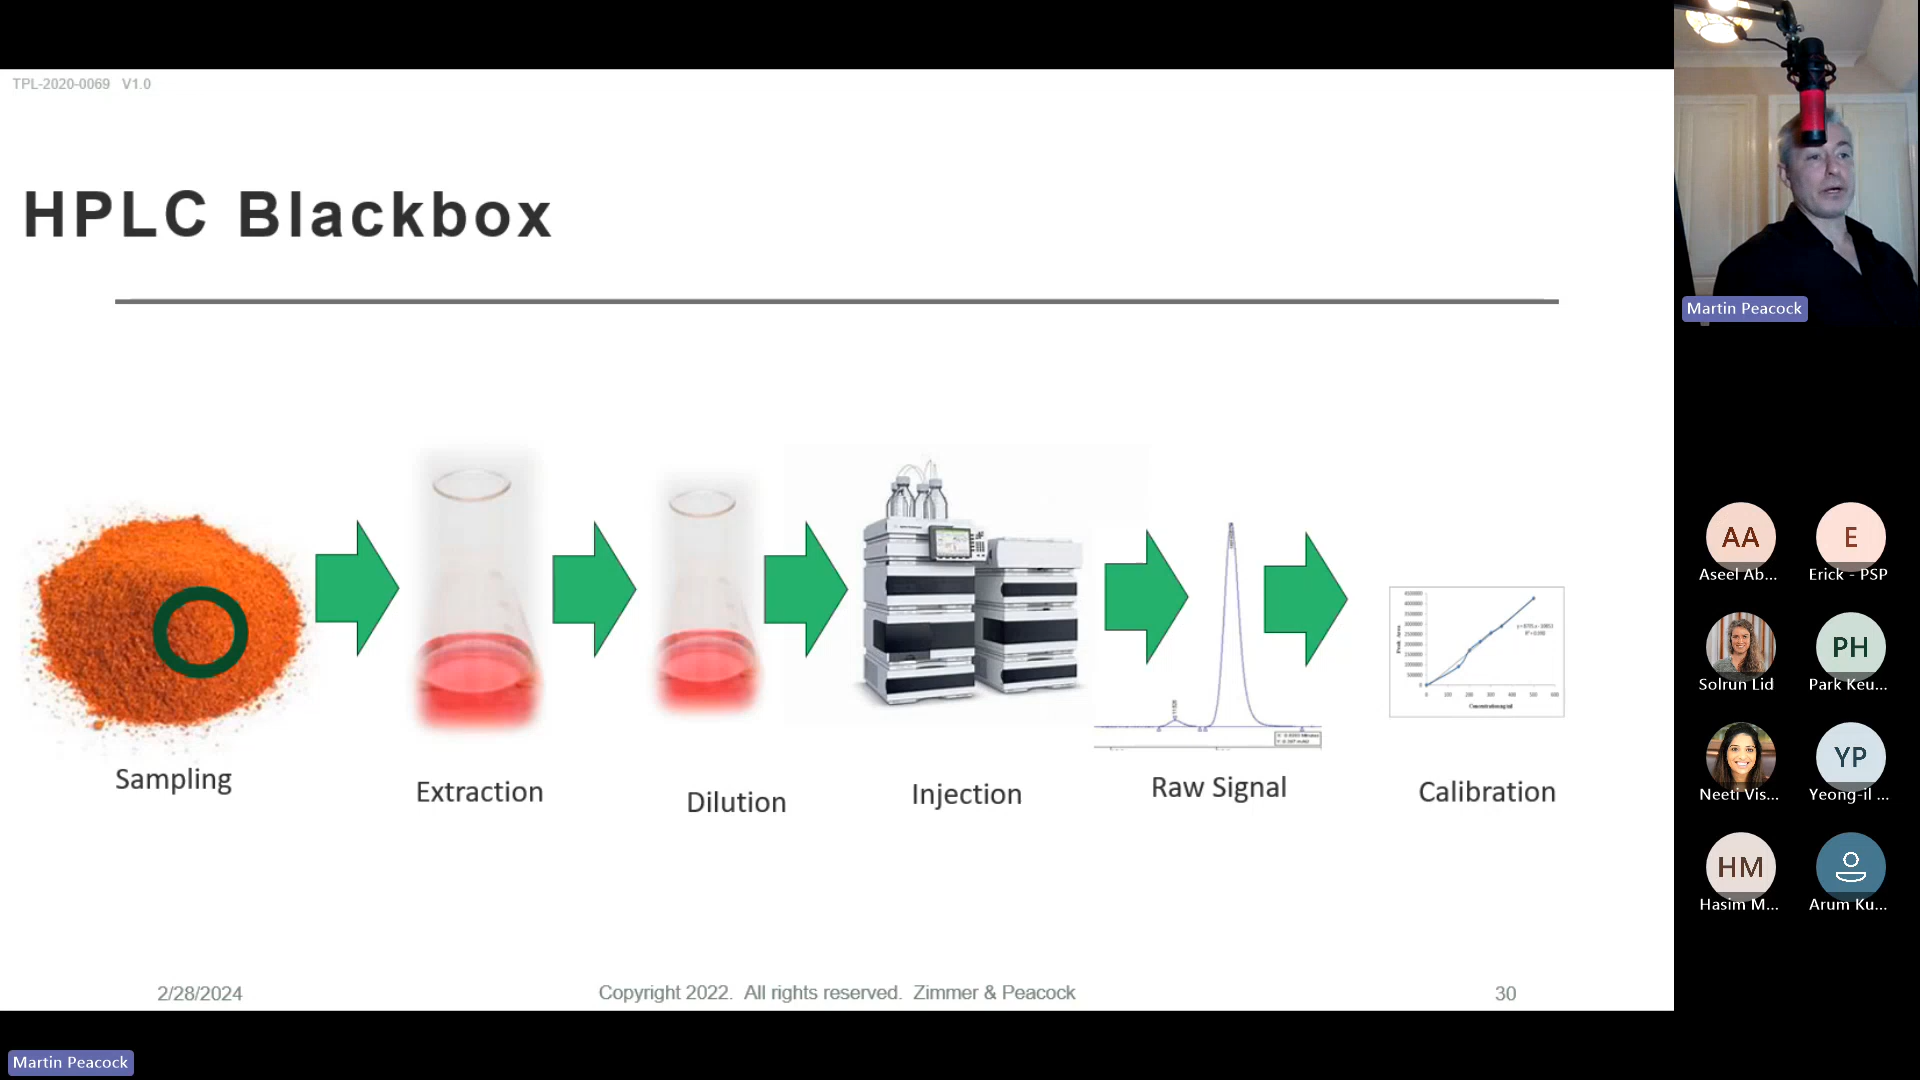 TPL-2020-0069 V1.0
HPLC Blackbox
Sampling
Extraction
Dilution
Injection
Raw Signal
Calibration
2/28/2024
Copyright 2022. All rights reserved. Zimmer & Peacock
30
Martin Peacock
Martin Peacock
AA
Aseel Ab...
E
Erick - PSP
Solrun Lid
PH
Park Keu...
Neeti Vis...
YP
Yeong-il ...
HM
Hasim M...
Arum Ku...